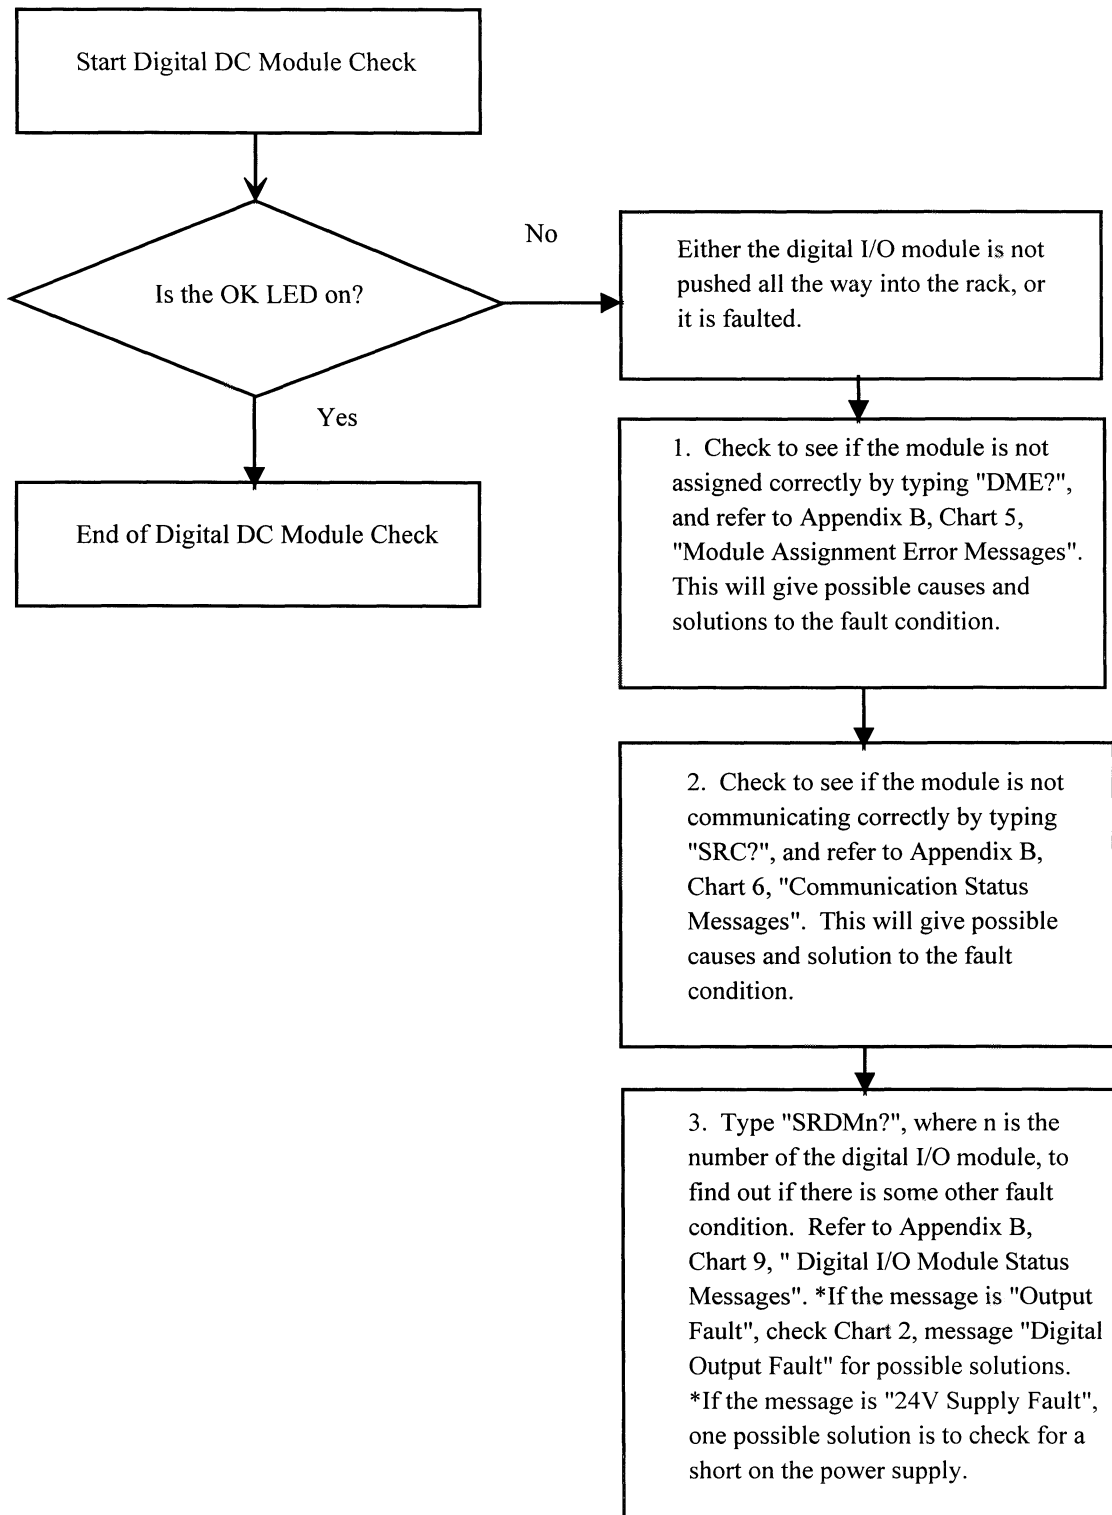 Start Digital DC Module Check
Is the OK LED on?
No
Yes
End of Digital DC Module Check
Either the digital I/O module is not
pushed all the way into the rack, or
it is faulted.
1. Check to see if the module is not
assigned correctly by typing "DME?",
and refer to Appendix B, Chart 5,
"Module Assignment Error Messages".
This will give possible causes and
solutions to the fault condition.
2. Check to see if the module is not
communicating correctly by typing
"SRC?", and refer to Appendix B,
Chart 6, "Communication Status
Messages". This will give possible
causes and solution to the fault
condition.
3. Type "SRDMn?", where n is the
number of the digital I/O module, to
find out if there is some other fault
condition. Refer to Appendix B,
Chart 9, " Digital I/O Module Status
Messages". *If the message is "Output
Fault", check Chart 2, message "Digital
Output Fault" for possible solutions.
*If the message is "24V Supply Fault",
one possible solution is to check for a
short on the power supply.